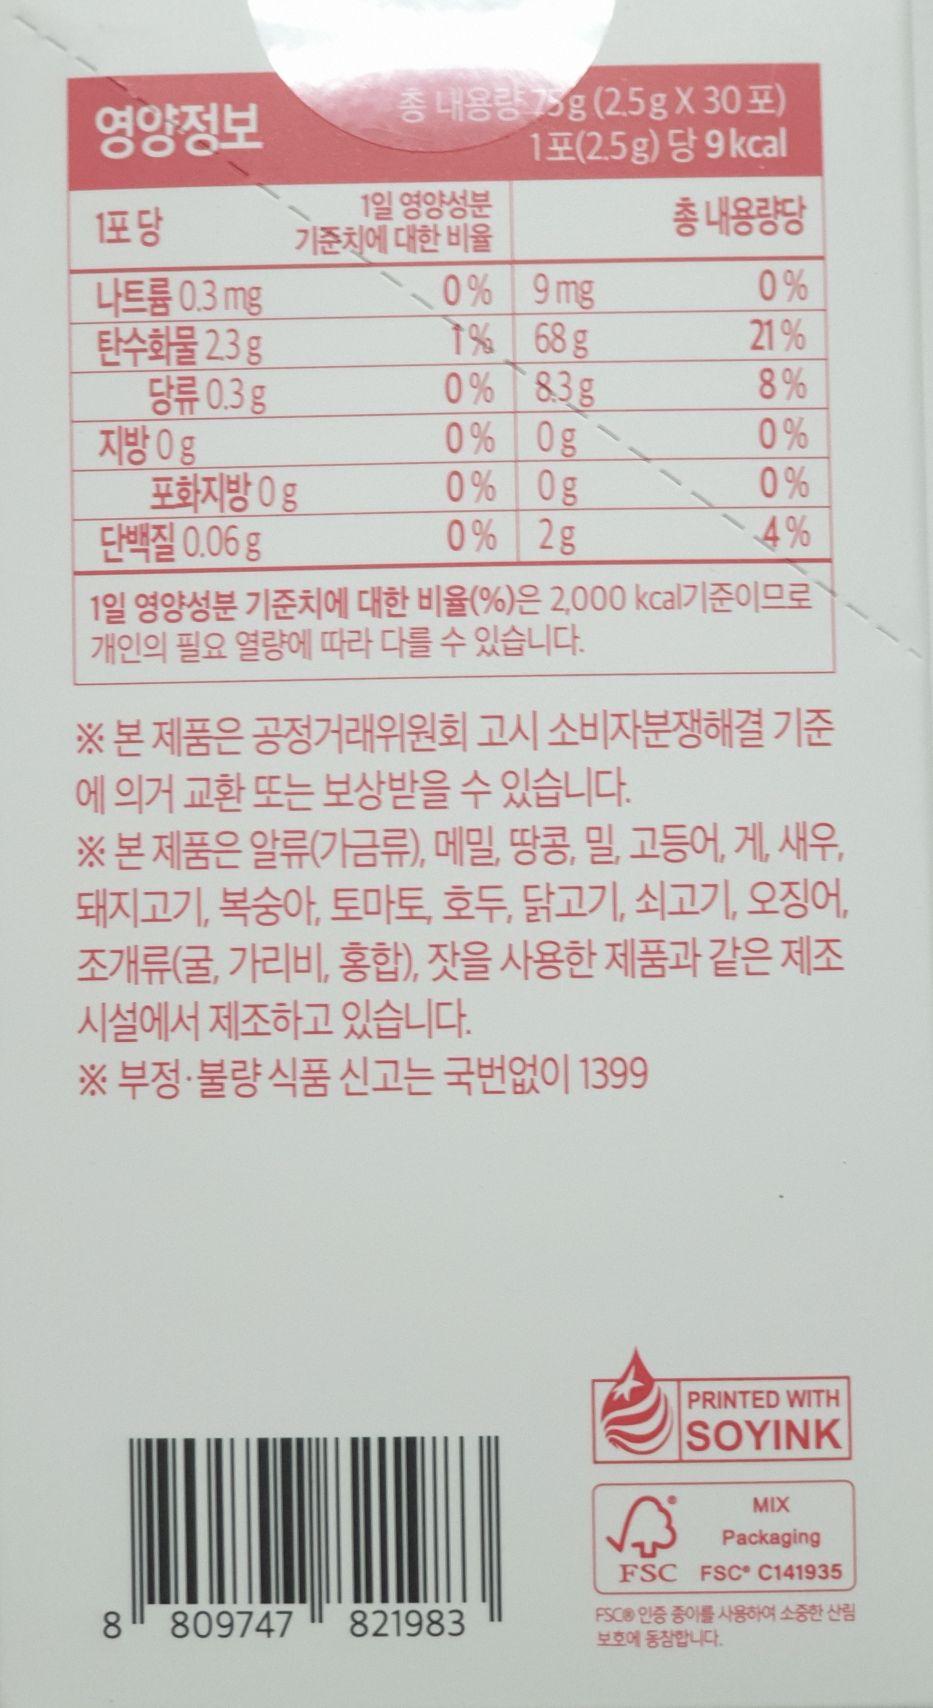 영양정보
총 내용량 75g (2.5g X 30포)
1포(2.5g) 당 9kcal
1포 당 1일 영양성분 기준치에 대한 비율 총 내용량당
나트륨 0.3 mg 0% 9 mg 0%
탄수화물 2.3 g 1% 68 g 21%
당류 0.3 g 0% 8.3 g 8%
지방 0 g 0% 0 g 0%
포화지방 0 g 0% 0 g 0%
단백질 0.06 g 0% 2 g 4%
1일 영양성분 기준치에 대한 비율(%)은 2,000 kcal기준이므로
개인의 필요 열량에 따라 다를 수 있습니다.
※ 본 제품은 공정거래위원회 고시 소비자분쟁해결 기준
에 의거 교환 또는 보상받을 수 있습니다.
※ 본 제품은 알류(가금류), 메밀, 땅콩, 밀, 고등어, 게, 새우,
돼지고기, 복숭아, 토마토, 호두, 닭고기, 쇠고기, 오징어,
조개류(굴, 가리비, 홍합), 잣을 사용한 제품과 같은 제조
시설에서 제조하고 있습니다.
※ 부정·불량 식품 신고는 국번없이 1399
PRINTED WITH
SOYINK
MIX
Packaging
FSC FSC® C141935
FSC® 인증 종이를 사용하여 소중한 산림
보호에 동참합니다.
8 809747 821983